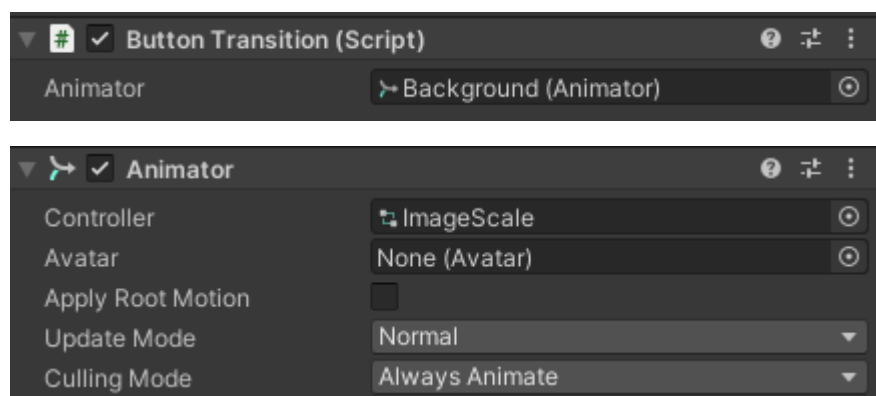 # Button Transition (Script)
Animator Background (Animator)
Animator
Controller ImageScale
Avatar None (Avatar)
Apply Root Motion
Update Mode Normal
Culling Mode Always Animate